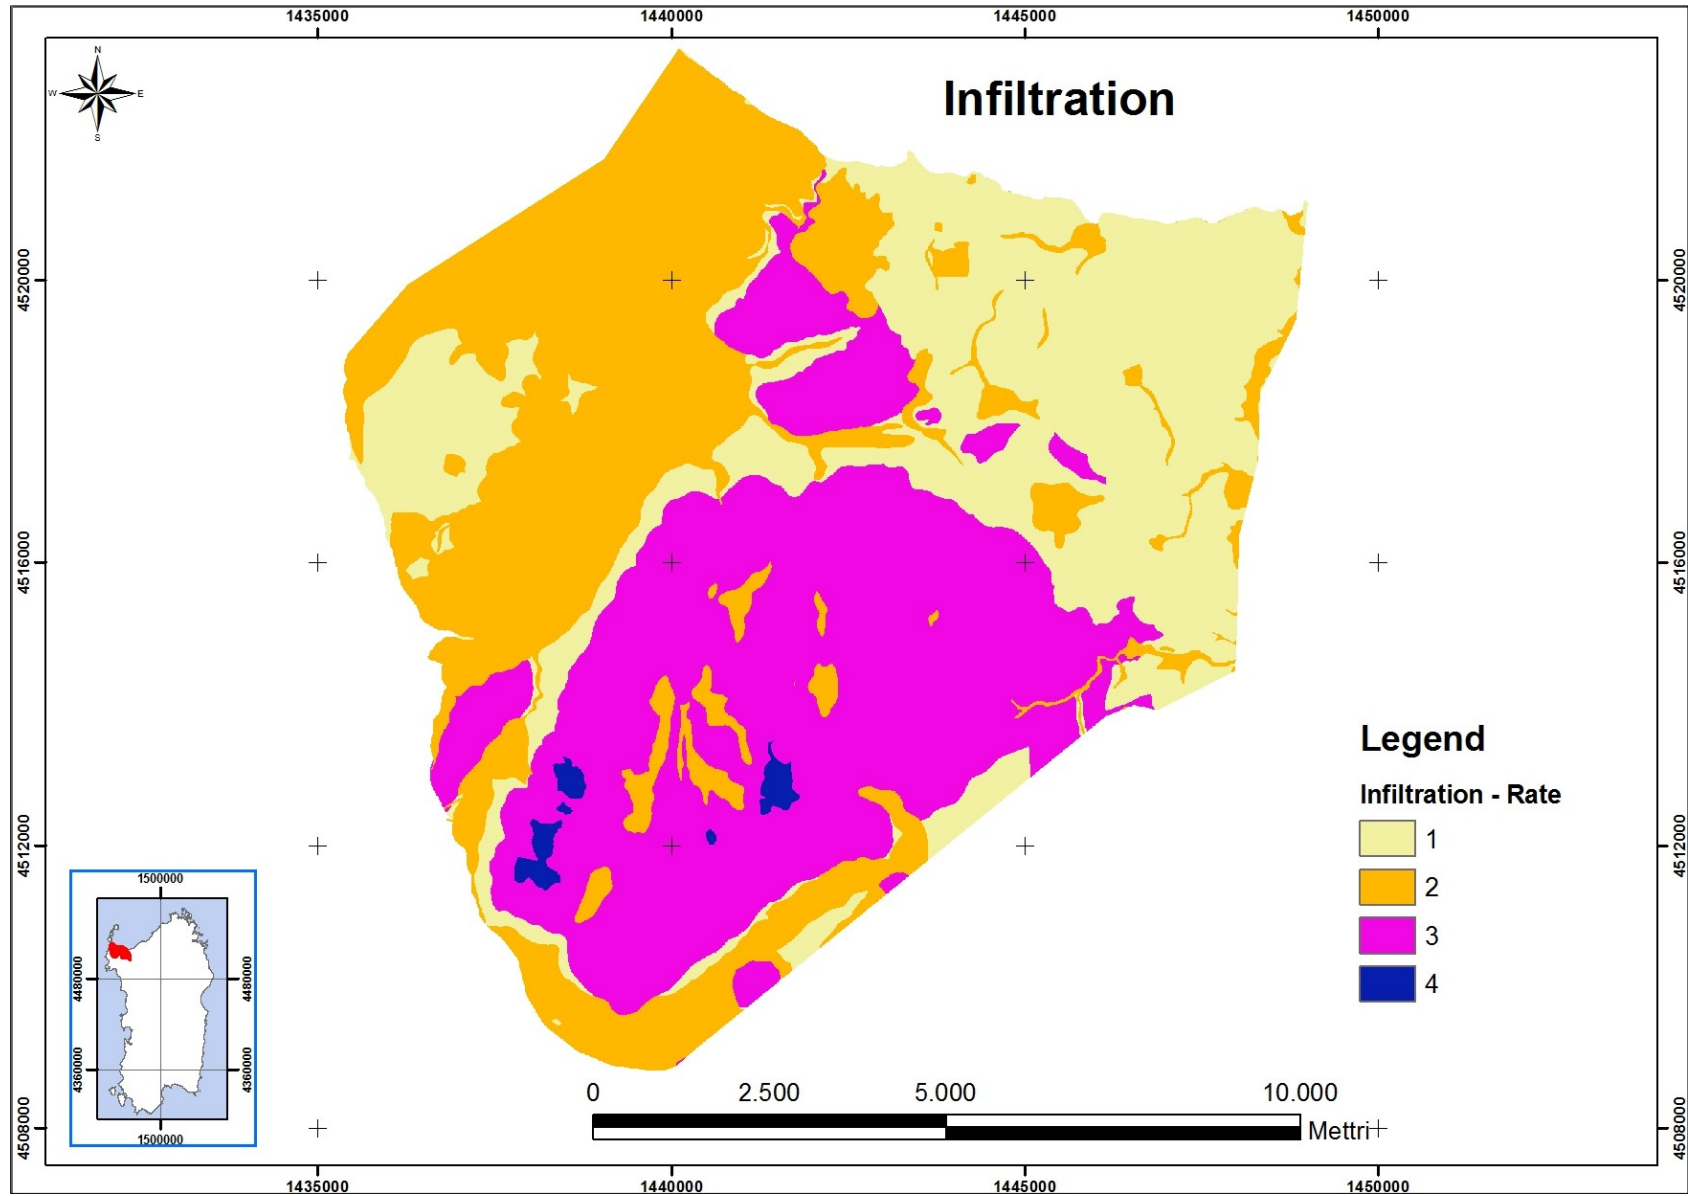 1435000 1440000 1445000 1450000
N
W E
S
Infiltration
4520000 4520000
4516000 4516000
Legend
Infiltration - Rate
1
2
3
4
4512000 4512000
1500000
4480000 4480000
4360000 4360000
1500000
0 2.500 5.000 10.000
Mettri
4508000 4508000
1435000 1440000 1445000 1450000